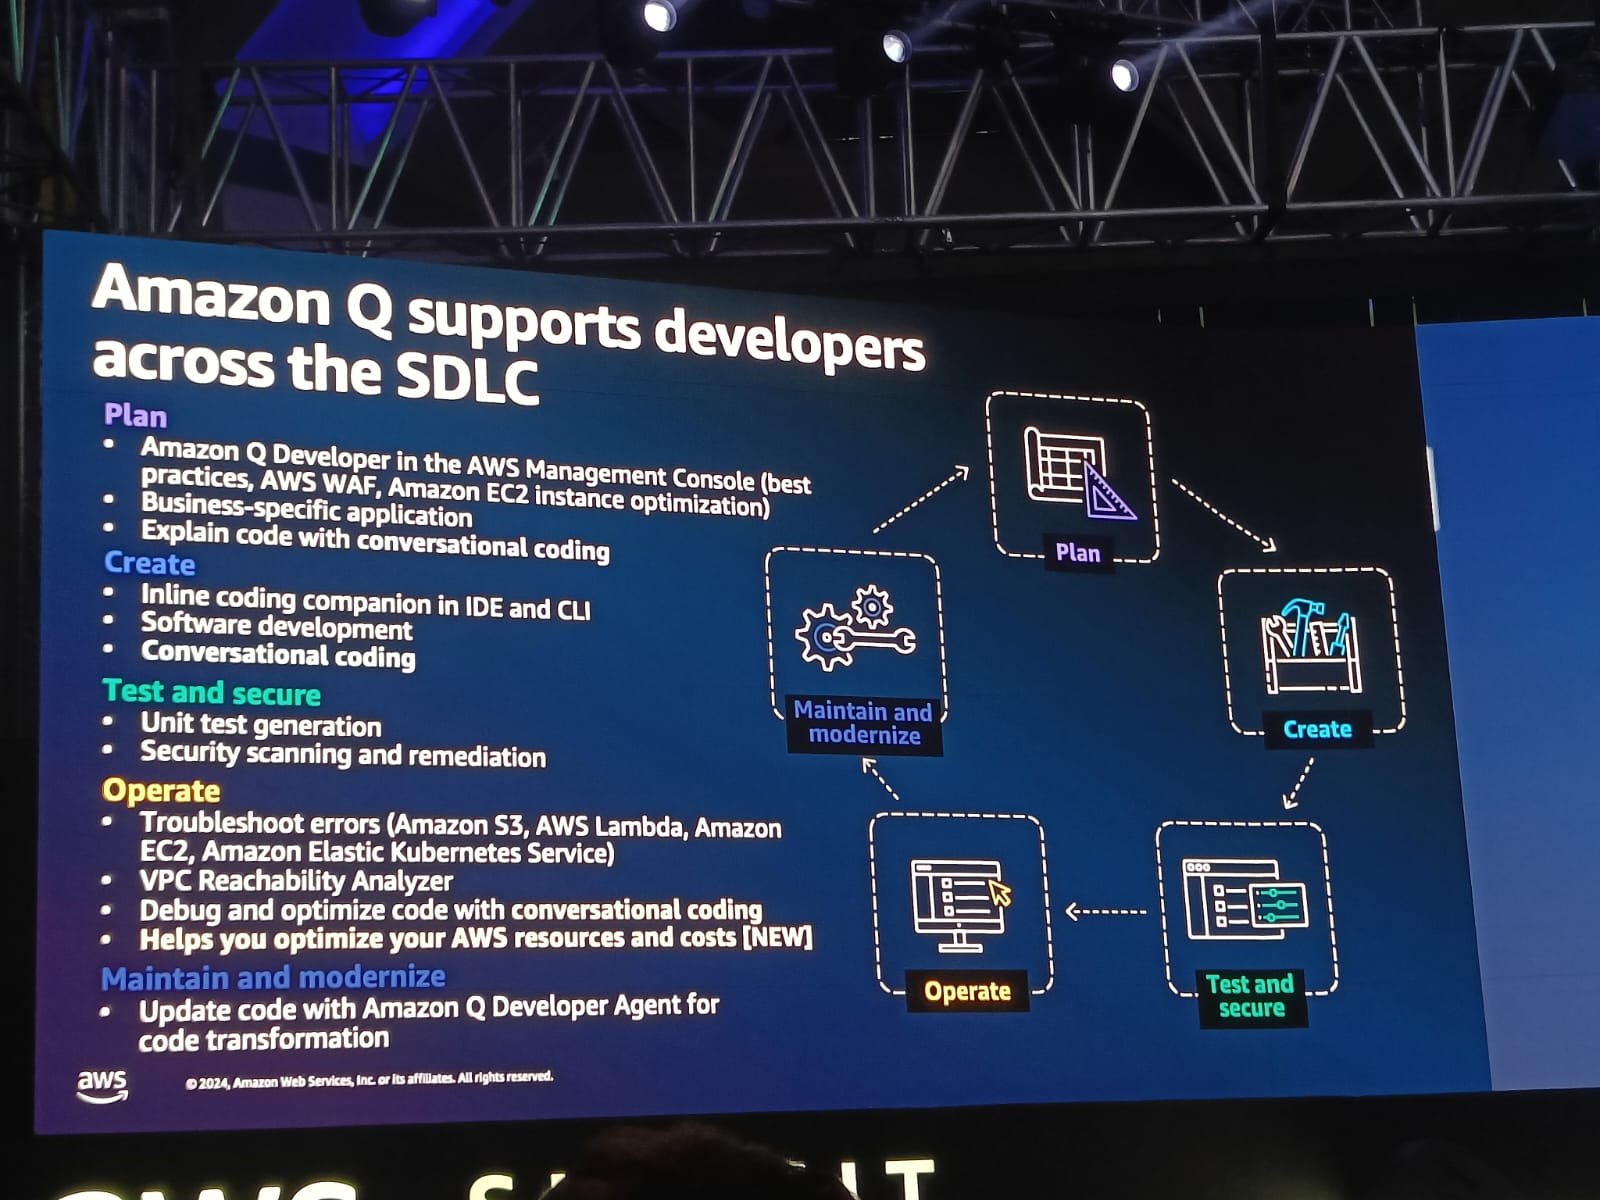 Amazon Q supports developers
across the SDLC
Plan
• Amazon Q Developer in the AWS Management Console (best
practices, AWS WAF, Amazon EC2 instance optimization)
• Business-specific application
• Explain code with conversational coding
Create
• Inline coding companion in IDE and CLI
• Software development
• Conversational coding
Test and secure
• Unit test generation
• Security scanning and remediation
Operate
• Troubleshoot errors (Amazon S3, AWS Lambda, Amazon
EC2, Amazon Elastic Kubernetes Service)
• VPC Reachability Analyzer
• Debug and optimize code with conversational coding
• Helps you optimize your AWS resources and costs [NEW]
Maintain and modernize
• Update code with Amazon Q Developer Agent for
code transformation
aws
© 2024, Amazon Web Services, Inc. or its affiliates. All rights reserved.
Plan
Create
Test and
secure
Operate
Maintain and
modernize